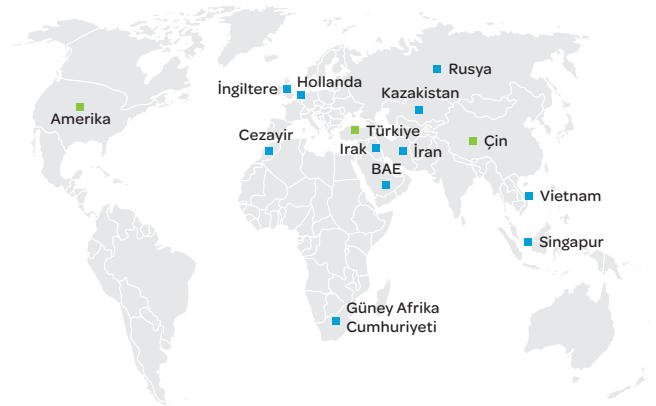 Rusya
İngiltere
Hollanda
Kazakistan
Amerika
Cezayir
Türkiye
Irak
İran
Çin
BAE
Vietnam
Singapur
Güney Afrika
Cumhuriyeti